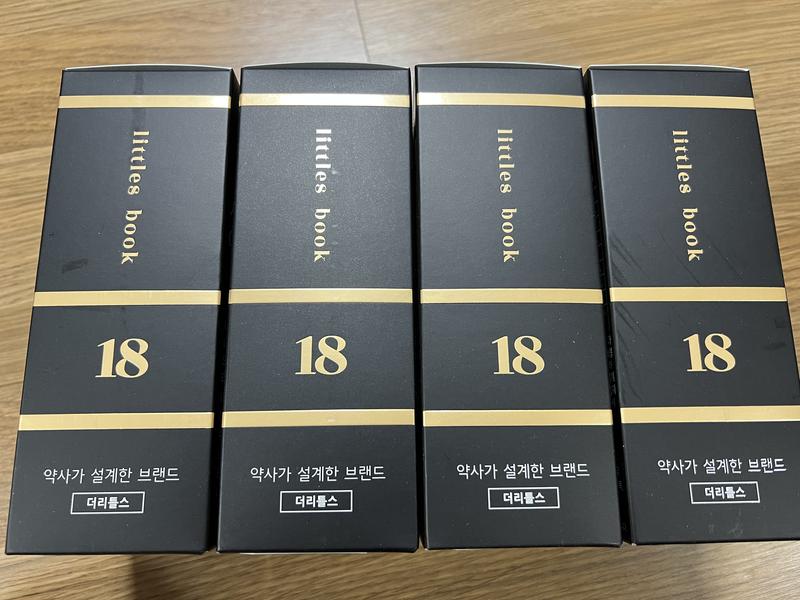 littles book
18
약사가 설계한 브랜드
더리틀스
littles book
18
약사가 설계한 브랜드
더리틀스
littles book
18
약사가 설계한 브랜드
더리틀스
littles book
18
약사가 설계한 브랜드
더리틀스